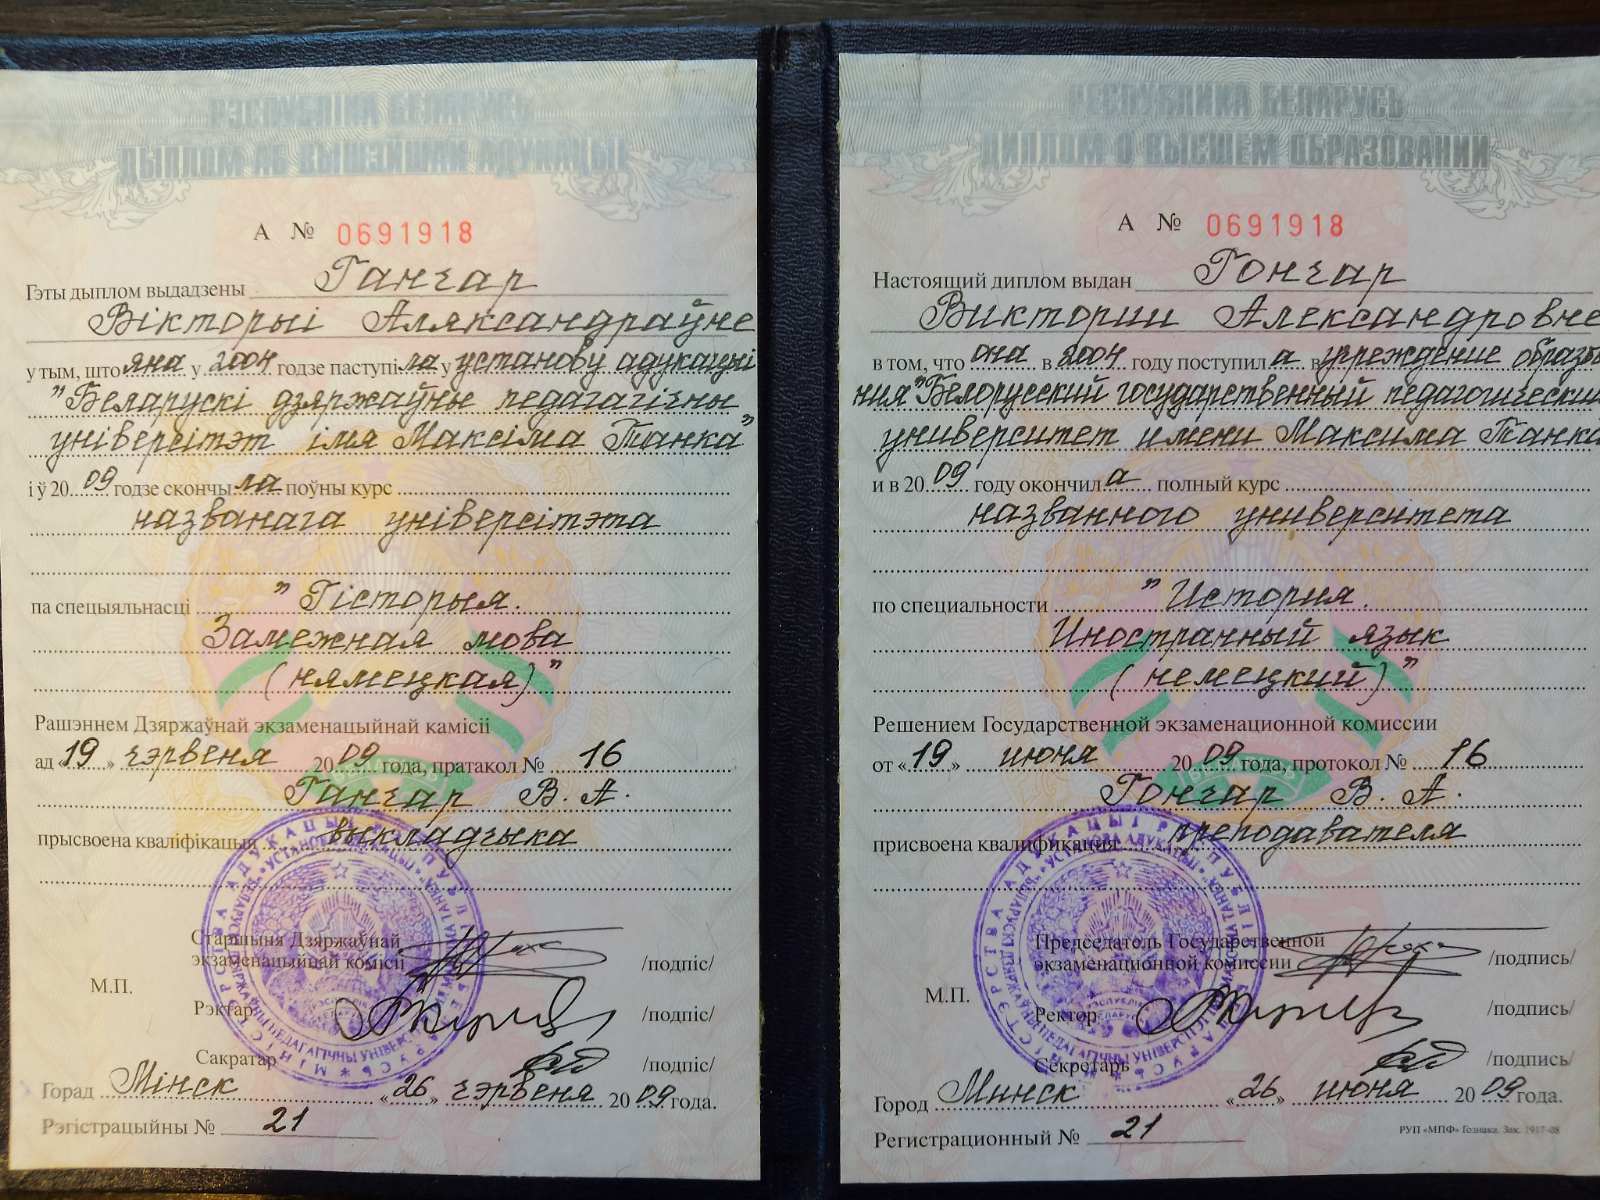 РЭСПУБЛІКА БЕЛАРУСЬ
ДЫПЛОМ АБ ВЫШЭЙШАЙ АДУКАЦЫІ
А № 0691918
Гэты дыплом выдадзены Ганчар
Вікторыі Аляксандраўне
у тым, што яна у 2004 годзе паступіла у установу адукацыі
"Беларускі дзяржаўны педагагічны
універсітэт імя Максіма Танка"
і ў 2009 годзе скончыла поўны курс
названага універсітэта
па спецыяльнасці "Гісторыя.
Замежная мова
(нямецкая)"
Рашэннем Дзяржаўнай экзаменацыйнай камісіі
ад «19» чэрвеня 2009 года, пратакол № 16
Ганчар В. А.
прысвоена кваліфікацыя выкладчыка
Старшыня Дзяржаўнай
экзаменацыйнай камісіі /подпіс/
М.П.
Рэктар /подпіс/
Сакратар /подпіс/
Горад Мінск «26» чэрвеня 2009 года.
Рэгістрацыйны № 21
РЕСПУБЛИКА БЕЛАРУСЬ
ДИПЛОМ О ВЫСШЕМ ОБРАЗОВАНИИ
А № 0691918
Настоящий диплом выдан Гончар
Виктории Александровне
в том, что она в 2004 году поступила в учреждение образова
ния "Белорусский государственный педагогический
университет имени Максима Танка
и в 2009 году окончила полный курс
названного университета
по специальности "История.
Иностранный язык
(немецкий)"
Решением Государственной экзаменационной комиссии
от «19» июня 2009 года, протокол № 16
Гончар В. А.
присвоена квалификация преподавателя
Председатель Государственной
экзаменационной комиссии /подпись/
М.П.
Ректор /подпись/
Секретарь /подпись/
Город Минск «26» июня 2009 года.
Регистрационный № 21
РУП «МПФ» Гознака. Зак. 1917-08